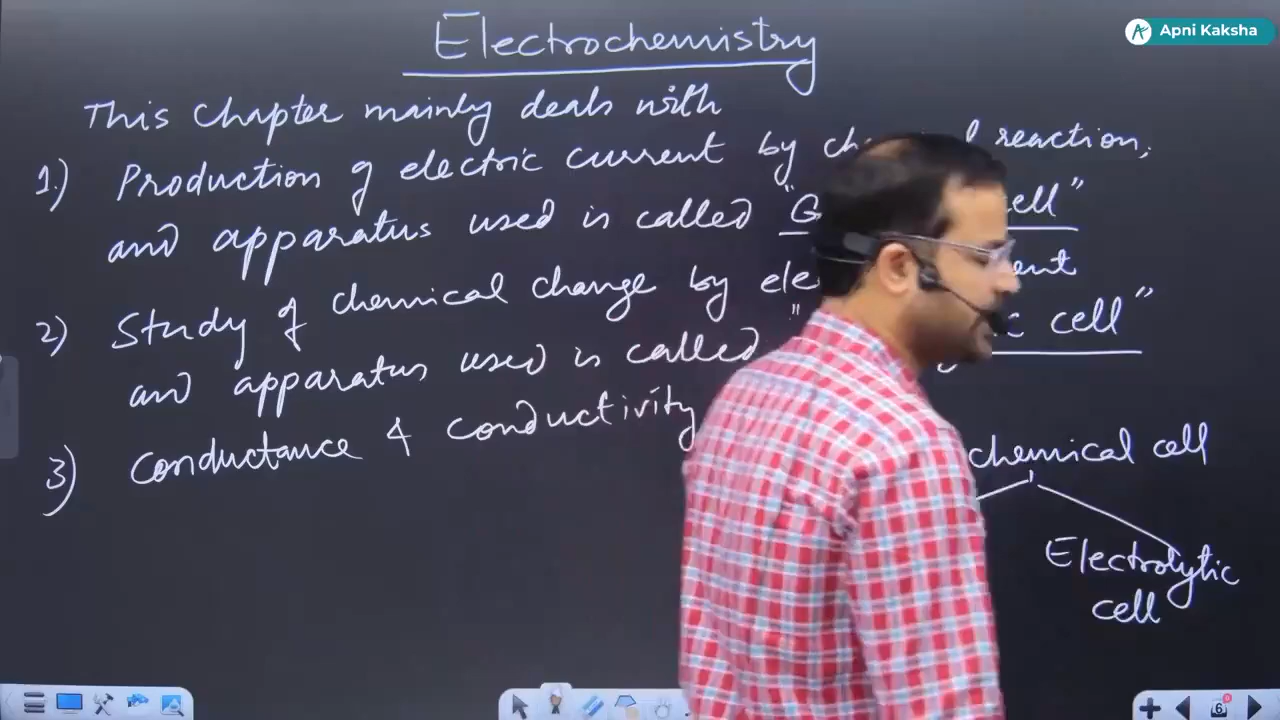 Electrochemistry
Apni Kaksha
This Chapter mainly deals with
1.) Production of electric current by reaction,
and apparatus used is called "G ell"
2) Study of chemical change by ele ent
and apparatus used is called " c cell"
3) Conductance & conductivity
chemical cell
Electrolytic
cell
6